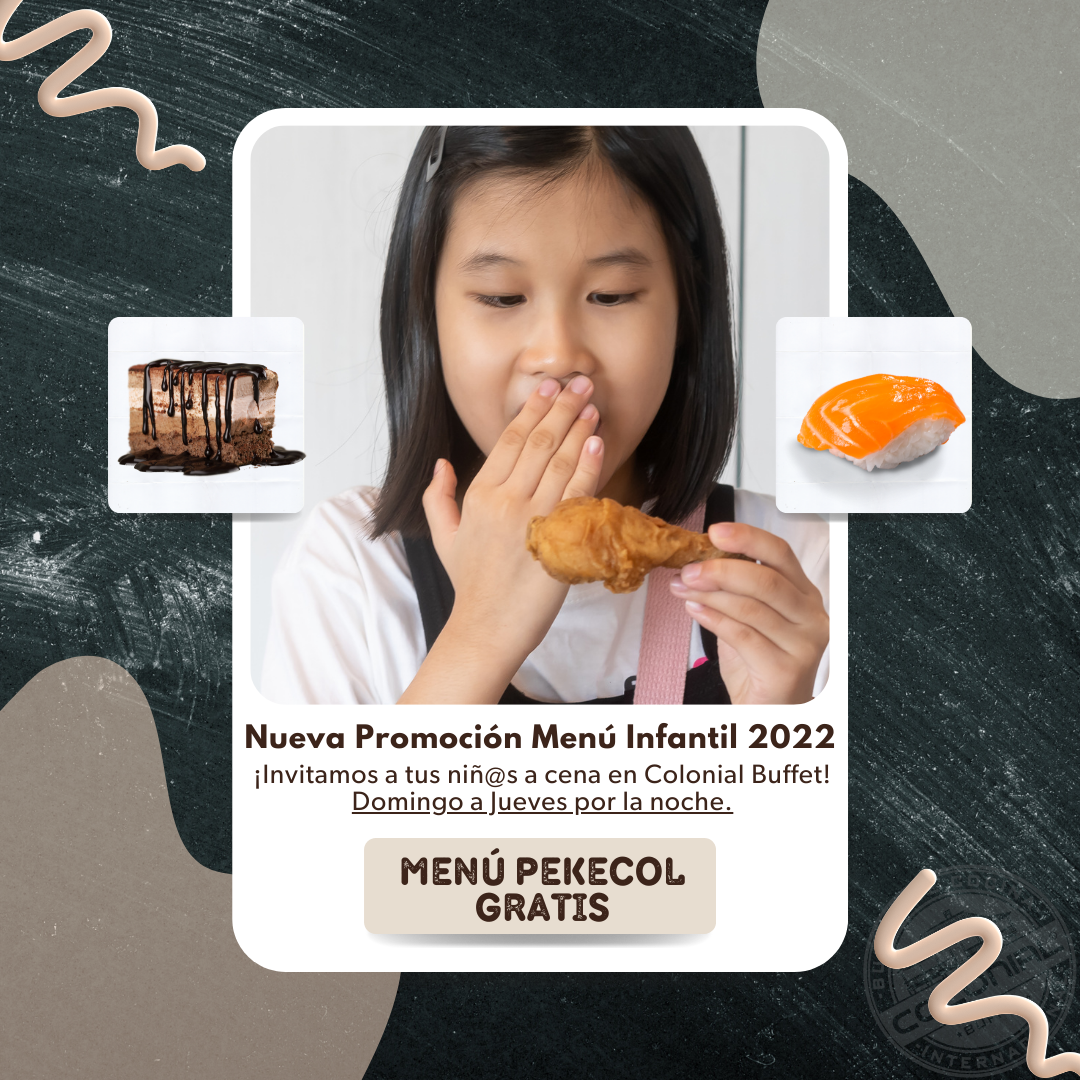 Nueva Promoción Menú Infantil 2022
¡Invitamos a tus niñ@s a cena en Colonial Buffet!
Domingo a Jueves por la noche.
MENÚ PEKECOL
GRATIS